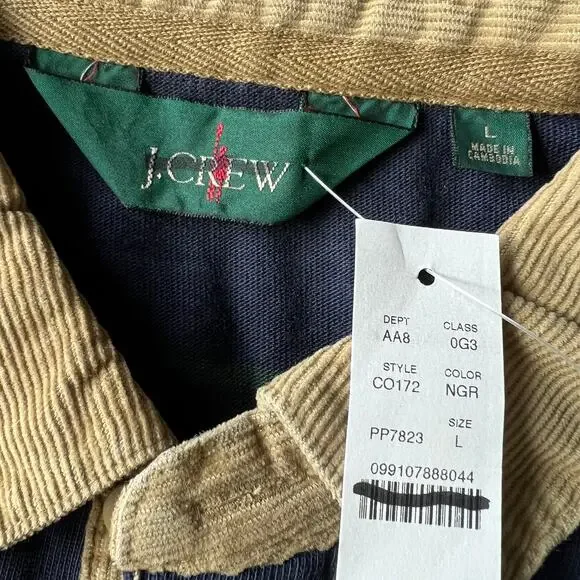 J.CREW
L
MADE IN
CAMBODIA
DEPT CLASS
AA8 0G3
STYLE COLOR
CO172 NGR
SIZE
PP7823 L
099107888044